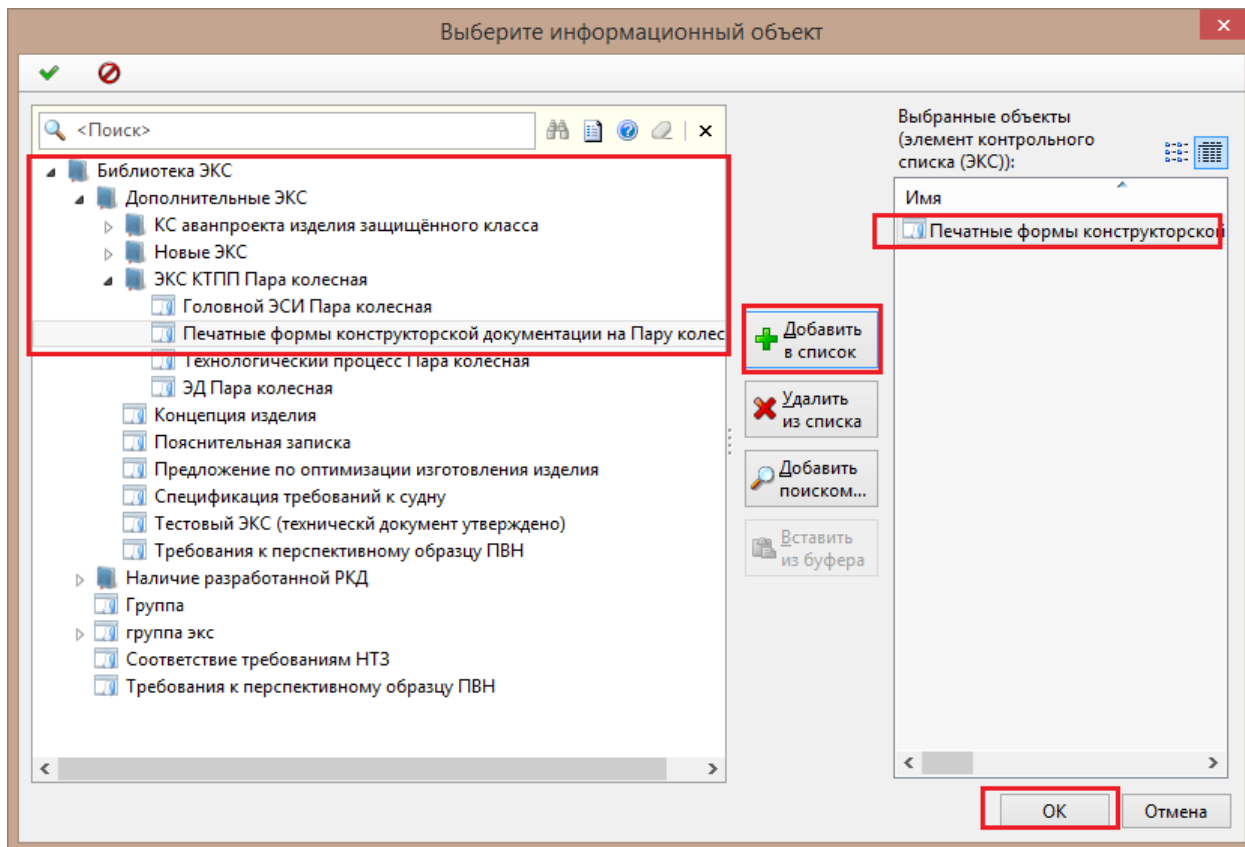 Выберите информационный объект
<Поиск>
Библиотека ЭКС
Дополнительные ЭКС
КС аванпроекта изделия защищённого класса
Новые ЭКС
ЭКС КТПП Пара колесная
Головной ЭСИ Пара колесная
Печатные формы конструкторской документации на Пару колес
Технологический процесс Пара колесная
ЭД Пара колесная
Концепция изделия
Пояснительная записка
Предложение по оптимизации изготовления изделия
Спецификация требований к судну
Тестовый ЭКС (техническй документ утверждено)
Требования к перспективному образцу ПВН
Наличие разработанной РКД
Группа
группа экс
Соответствие требованиям НТЗ
Требования к перспективному образцу ПВН
Добавить
в список
Удалить
из списка
Добавить
поиском...
Вставить
из буфера
Выбранные объекты
(элемент контрольного
списка (ЭКС)):
Имя
Печатные формы конструкторской
ОК
Отмена